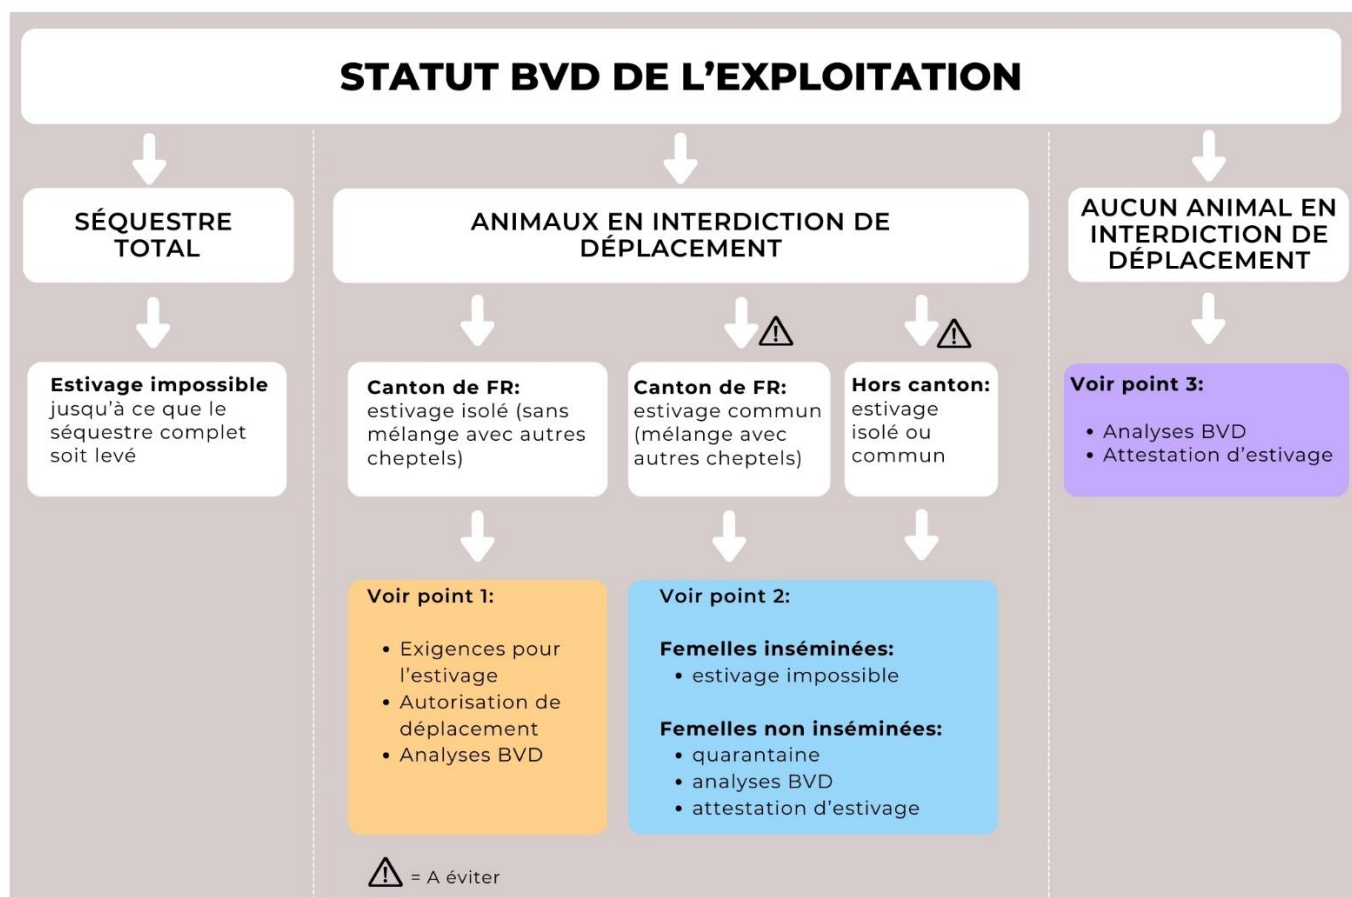 STATUT BVD DE L’EXPLOITATION
SÉQUESTRE
TOTAL
Estivage impossible
jusqu’à ce que le
séquestre complet
soit levé
ANIMAUX EN INTERDICTION DE
DÉPLACEMENT
Canton de FR:
estivage isolé (sans
mélange avec autres
cheptels)
Canton de FR:
estivage commun
(mélange avec
autres cheptels)
Hors canton:
estivage
isolé ou
commun
Voir point 1:
• Exigences pour
l’estivage
• Autorisation de
déplacement
• Analyses BVD
Voir point 2:
Femelles inséminées:
• estivage impossible
Femelles non inséminées:
• quarantaine
• analyses BVD
• attestation d’estivage
= A éviter
AUCUN ANIMAL EN
INTERDICTION DE
DÉPLACEMENT
Voir point 3:
• Analyses BVD
• Attestation d’estivage